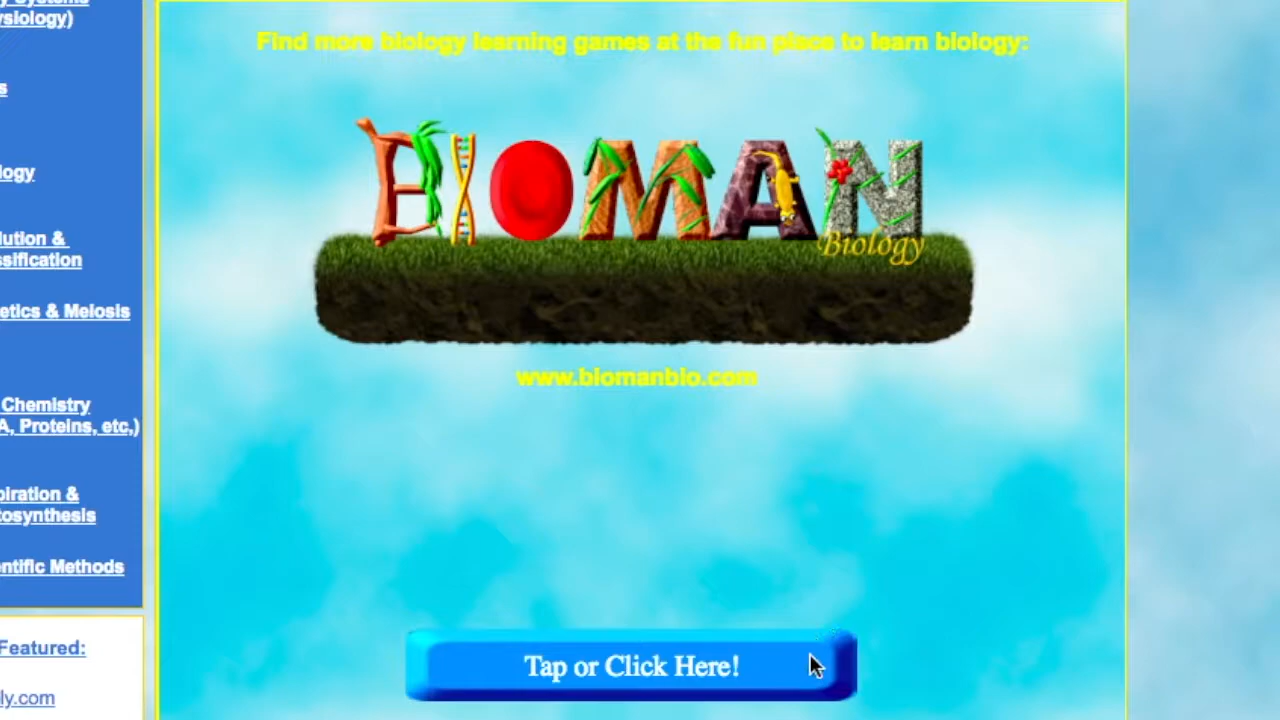 ysiology)
s
logy
lution &
ssification
etics & Meiosis
Chemistry
A, Proteins, etc,)
piration &
tosynthesis
entific Methods
Featured:
ly.com
Find more biology learning games at the fun place to learn biology:
BIOMAN
Biology
www.biomanbio.com
Tap or Click Here!